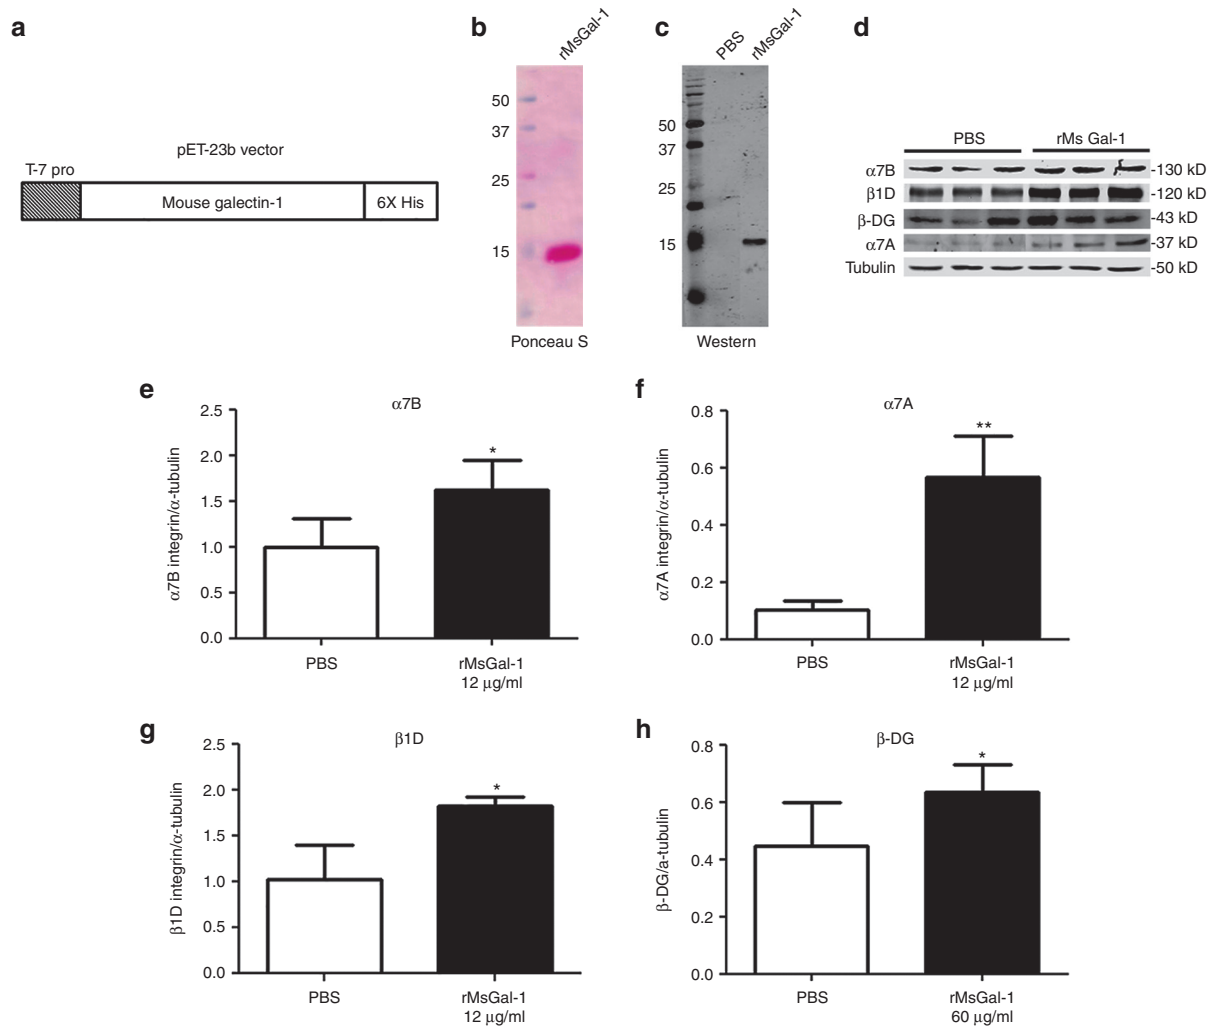 a
pET-23b vector
T-7 pro
Mouse galectin-1
6X His
b
rMsGal-1
50
37
25
15
Ponceau S
c
PBS
rMsGal-1
50
37
25
15
Western
d
PBS
rMs Gal-1
α7B
-130 kD
β1D
-120 kD
β-DG
-43 kD
α7A
-37 kD
Tubulin
-50 kD
e
α7B
α7B integrin/α-tubulin
2.5
2.0
1.5
1.0
0.5
0.0
*
PBS
rMsGal-1
12 μg/ml
f
α7A
α7A integrin/α-tubulin
0.8
0.6
0.4
0.2
0.0
**
PBS
rMsGal-1
12 μg/ml
g
β1D
β1D integrin/α-tubulin
2.5
2.0
1.5
1.0
0.5
0.0
*
PBS
rMsGal-1
12 μg/ml
h
β-DG
β-DG/a-tubulin
0.8
0.6
0.4
0.2
0.0
*
PBS
rMsGal-1
60 μg/ml